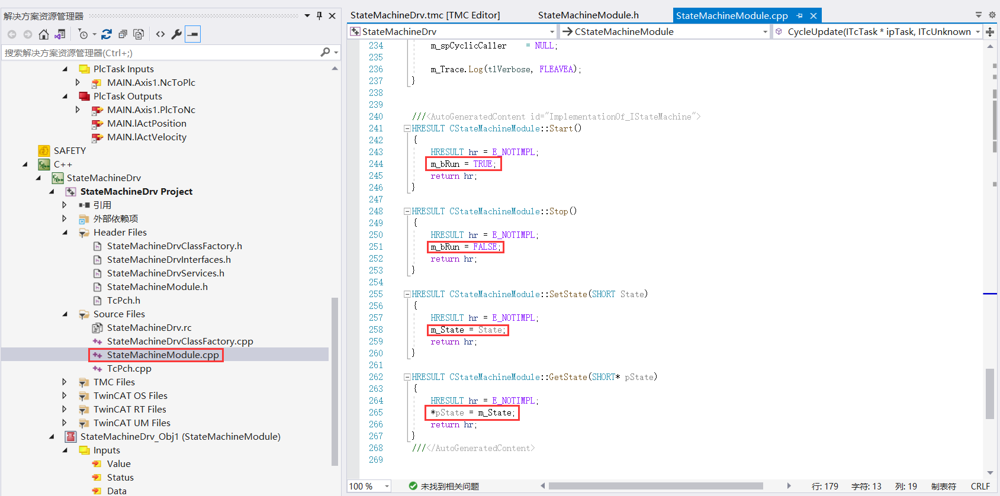 解决方案资源管理器
搜索解决方案资源管理器(Ctrl+;)
PlcTask Inputs
MAIN.Axis1.NcToPlc
PlcTask Outputs
MAIN.Axis1.PlcToNc
MAIN.lActPosition
MAIN.lActVelocity
SAFETY
C++
StateMachineDrv
StateMachineDrv Project
引用
外部依赖项
Header Files
StateMachineDrvClassFactory.h
StateMachineDrvInterfaces.h
StateMachineDrvServices.h
StateMachineModule.h
TcPch.h
Source Files
StateMachineDrv.rc
StateMachineDrvClassFactory.cpp
StateMachineModule.cpp
TcPch.cpp
TMC Files
TwinCAT OS Files
TwinCAT RT Files
TwinCAT UM Files
StateMachineDrv_Obj1 (StateMachineModule)
Inputs
Value
Status
Data
StateMachineDrv.tmc [TMC Editor] StateMachineModule.h StateMachineModule.cpp
StateMachineDrv CStateMachineModule CycleUpdate(ITcTask * ipTask, ITcUnknown
234 m_spCyclicCaller = NULL;
235
236 m_Trace.Log(tlVerbose, FLEAVEA);
237 }
238
239
240 ///<AutoGeneratedContent id="ImplementationOf_IStateMachine">
241 HRESULT CStateMachineModule::Start()
242 {
243 HRESULT hr = E_NOTIMPL;
244 m_bRun = TRUE;
245 return hr;
246 }
247
248 HRESULT CStateMachineModule::Stop()
249 {
250 HRESULT hr = E_NOTIMPL;
251 m_bRun = FALSE;
252 return hr;
253 }
254
255 HRESULT CStateMachineModule::SetState(SHORT State)
256 {
257 HRESULT hr = E_NOTIMPL;
258 m_State = State;
259 return hr;
260 }
261
262 HRESULT CStateMachineModule::GetState(SHORT* pState)
263 {
264 HRESULT hr = E_NOTIMPL;
265 *pState = m_State;
266 return hr;
267 }
268 ///</AutoGeneratedContent>
269
100 % 未找到相关问题 行: 179 字符: 13 列: 19 制表符 CRLF